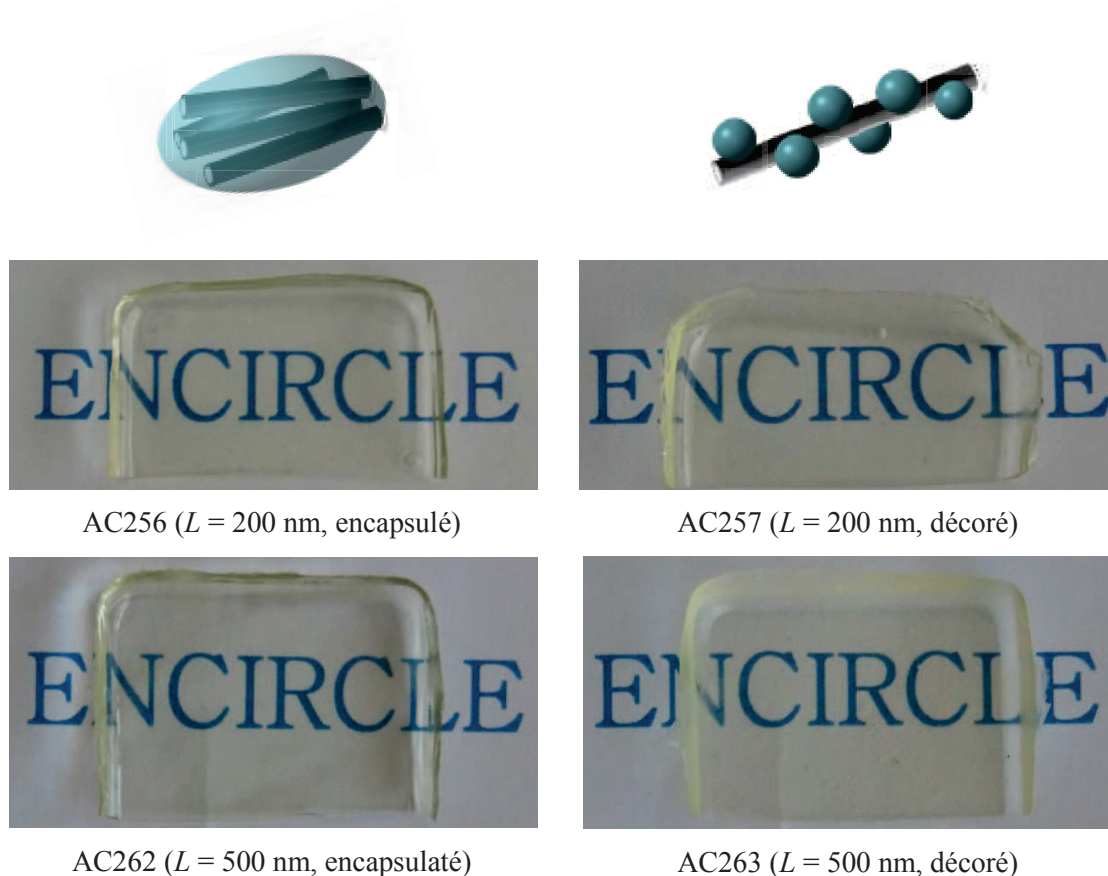 ENCIRCLE
ENCIRCLE
AC256 (L = 200 nm, encapsulé)
AC257 (L = 200 nm, décoré)
ENCIRCLE
ENCIRCLE
AC262 (L = 500 nm, encapsulaté)
AC263 (L = 500 nm, décoré)